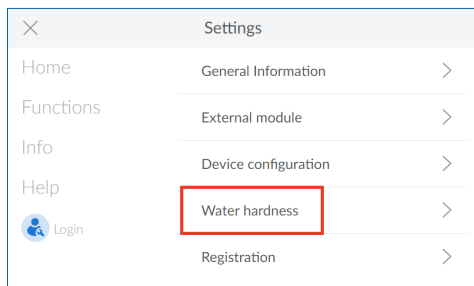 Settings
Home
Functions
Info
Help
Login
General Information
External module
Device configuration
Water hardness
Registration